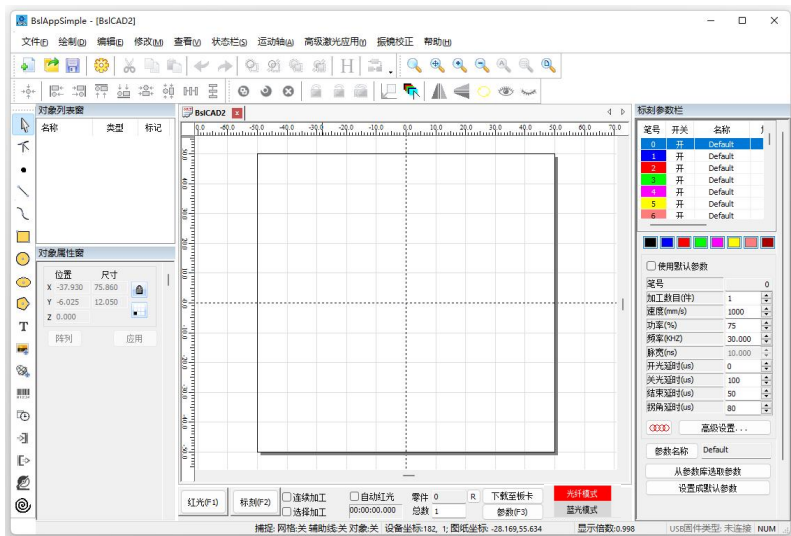 BslAppSimple - [BslCAD2]
文件(F) 绘制(D) 编辑(E) 修改(M) 查看(V) 状态栏(S) 运动轴(A) 高级激光应用(Y) 振镜校正 帮助(H)
对象列表窗
名称 类型 标记
BslCAD2
标刻参数栏
笔号 开关 名称
0 开 Default
1 开 Default
2 开 Default
3 开 Default
4 开 Default
5 开 Default
6 开 Default
对象属性窗
位置 尺寸
X -37.930 75.860
Y -6.025 12.050
Z 0.000
阵列 应用
T
使用默认参数
笔号 0
加工数目(件) 1
速度(mm/s) 1000
功率(%) 75
频率(KHZ) 30.000
脉宽(ns) 10.000
开光延时(us) 0
关光延时(us) 100
结束延时(us) 50
拐角延时(us) 80
高级设置...
参数名称 Default
从参数库选取参数
设置成默认参数
红光(F1) 标刻(F2)
连续加工 自动红光 零件 0 R 下载至板卡 光纤模式
选择加工 00:00:00.000 总数 1 参数(F3) 蓝光模式
捕捉: 网格:关 辅助线:关 对象:关 设备坐标:182, 1; 图纸坐标: -28.169,55.634 显示倍数:0.998 USB固件类型: 未连接 NUM